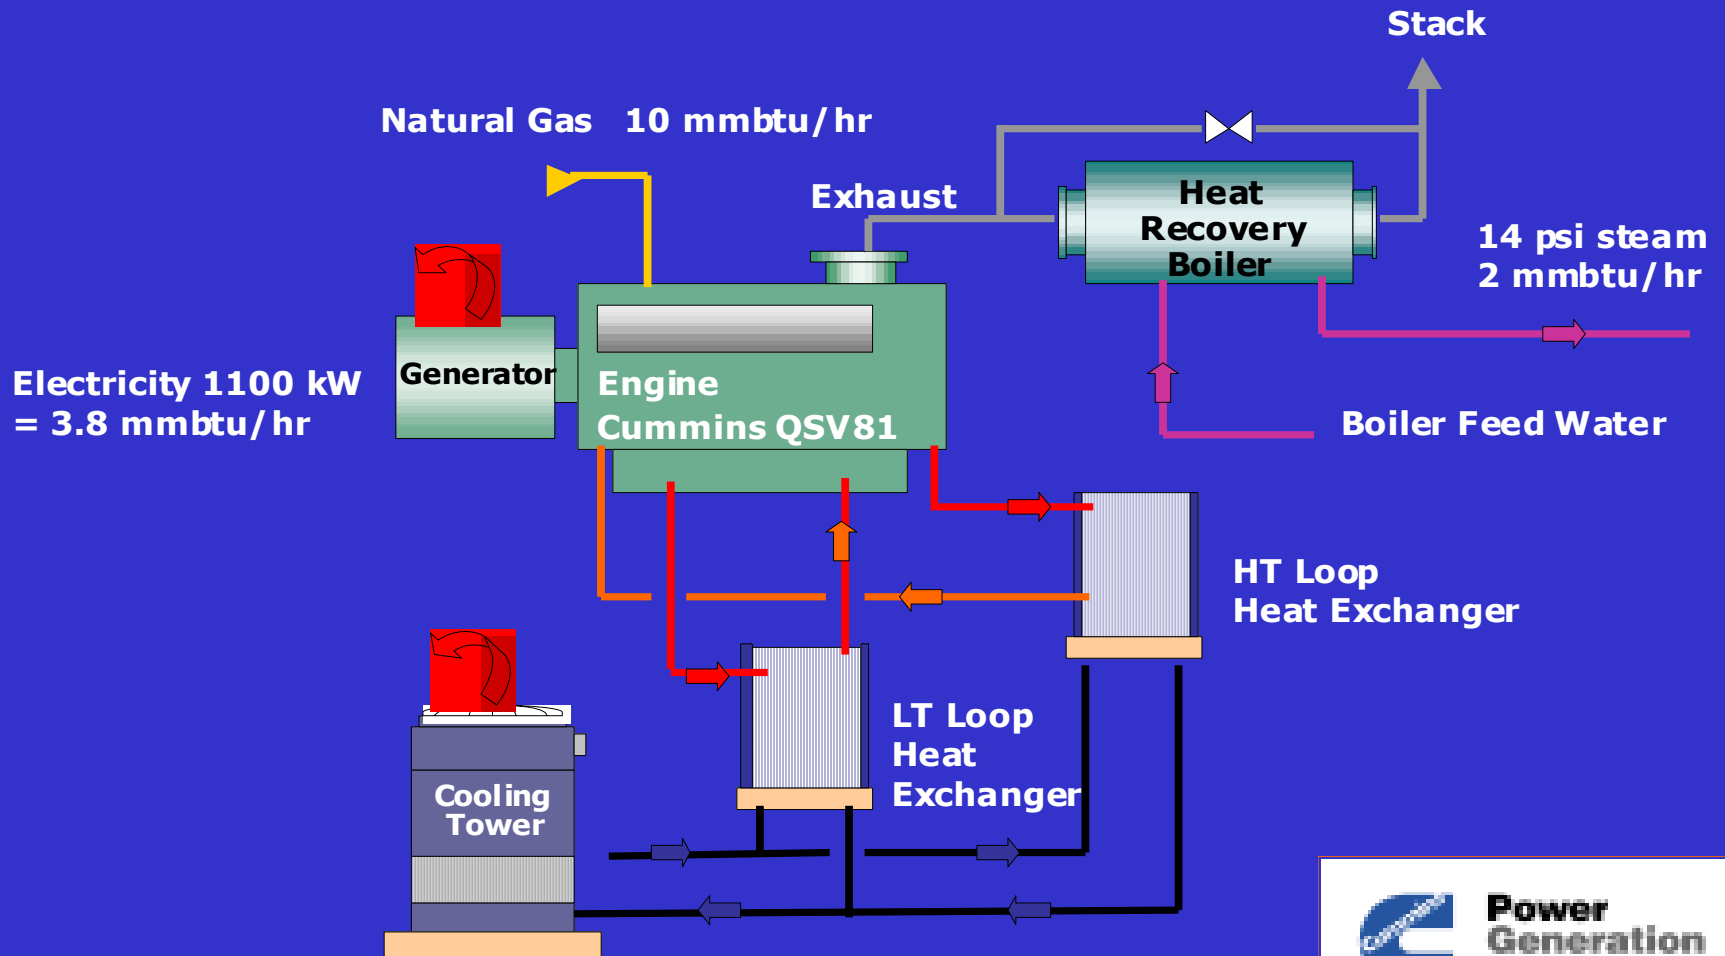 Stack
Natural Gas 10 mmbtu/hr
Exhaust
Heat
Recovery
Boiler
14 psi steam
2 mmbtu/hr
Generator
Electricity 1100 kW
= 3.8 mmbtu/hr
Engine
Cummins QSV81
Boiler Feed Water
HT Loop
Heat Exchanger
LT Loop
Heat
Exchanger
Cooling
Tower
Power
Generation